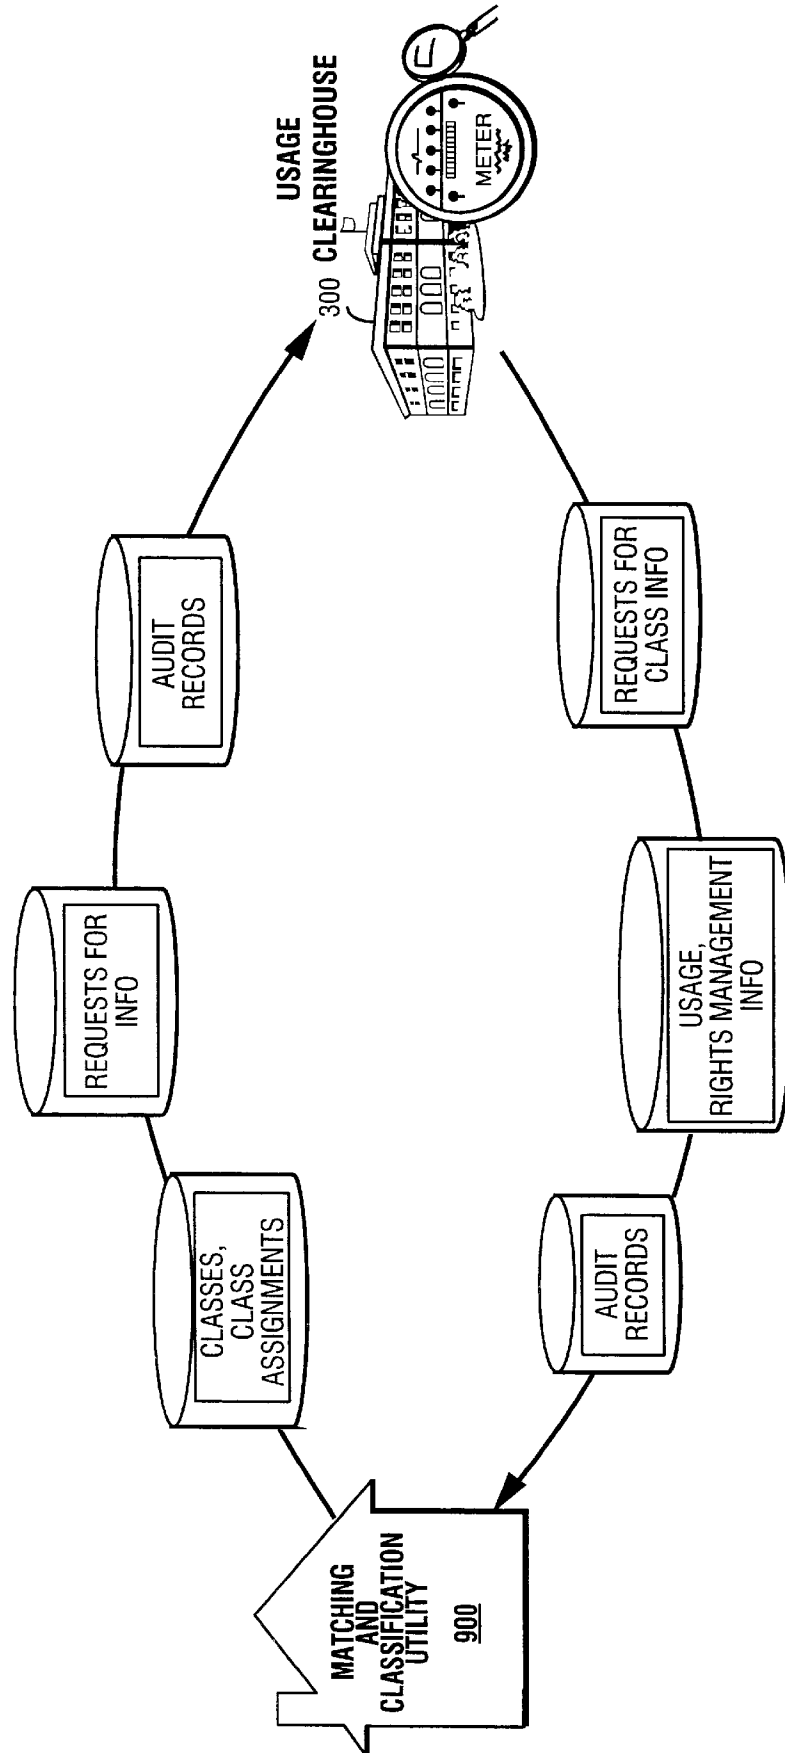 USAGE
CLEARINGHOUSE
300
METER
AUDIT
RECORDS
REQUESTS FOR
INFO
CLASSES,
CLASS
ASSIGNMENTS
MATCHING
AND
CLASSIFICATION
UTILITY
900
REQUESTS FOR
CLASS INFO
USAGE,
RIGHTS MANAGEMENT
INFO
AUDIT
RECORDS